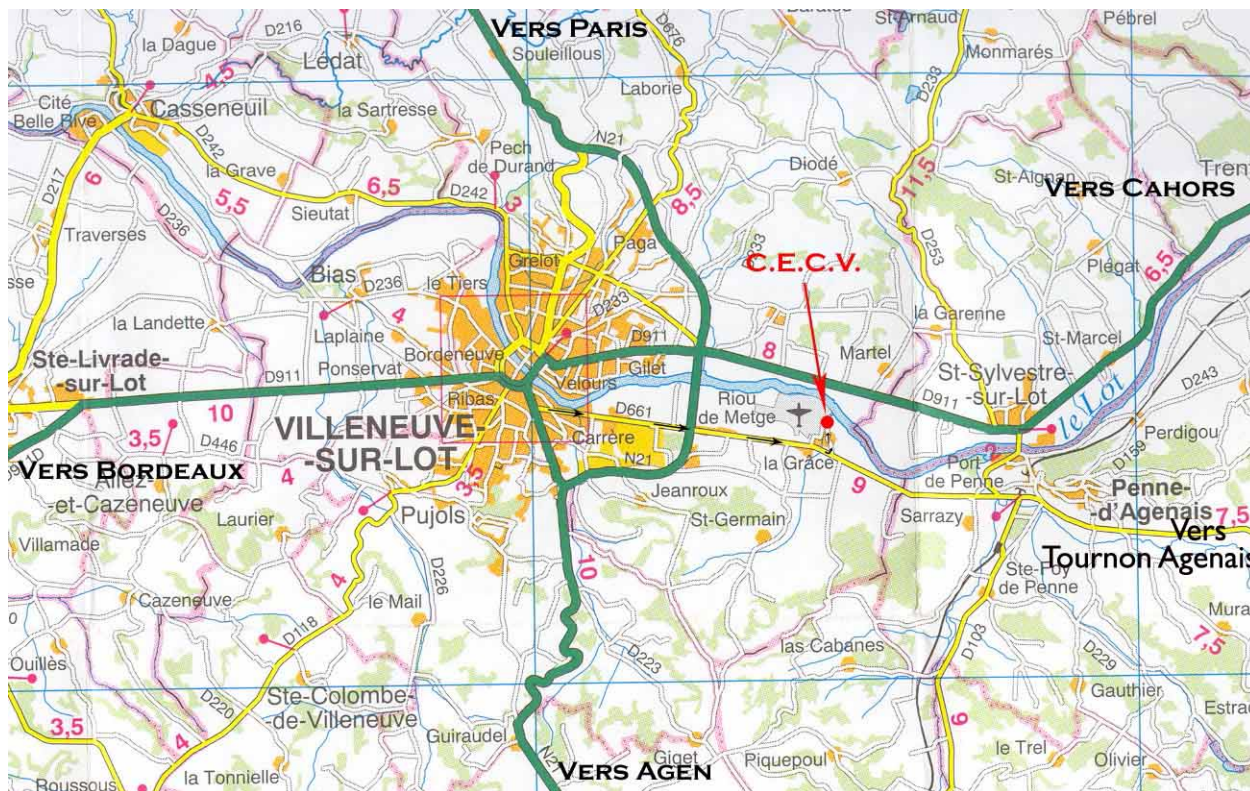 VERS PARIS
la Dague
D216
Lédat
Souleillous
D676
St-Arnaud
Pébrel
Monmarés
4,5
Casseneuil
Cité
Belle Rive
la Sartresse
Laborie
D233
D242
la Grave
Pech
de Durand
N21
Diodé
11,5
St-Aignan
VERS CAHORS
D217
6
5,5
6,5
D242
3
8,5
Sieutat
D236
Traverses
Paga
Grelot
D233
C.E.C.V.
D253
Plégat
6,5
Bias
D236
le Tiers
la Landette
Laplaine
4
D233
la Garenne
St-Marcel
Ste-Livrade-
-sur-Lot
D911
Ponservat
Bordeneuve
D911
Gilet
8
Martel
St-Sylvestre-
-sur-Lot
D911
le Lot
D243
10
Ribas
Velours
D661
Riou
de Metge
VILLENEUVE-
-SUR-LOT
Carrère
N21
la Grâce
9
2
Port
de Penne
D159
Perdigou
3,5
D446
VERS BORDEAUX
-et-Cazeneuve
4
3,5
Pujols
Jeanroux
St-Germain
Sarrazy
Penne-
-d'Agenais
7,5
Vers
Tournon Agenais
Laurier
Villamade
D226
10
Cazeneuve
4
le Mail
Ste-Foy
de Penne
D118
D223
las Cabanes
D103
D229
7,5
Ouillès
Ste-Colombe-
-de-Villeneuve
D220
Gauthier
9
3,5
4
Guiraudel
N21
Giget
Piquepoul
le Trel
Olivier
la Tonnielle
VERS AGEN
Roussous